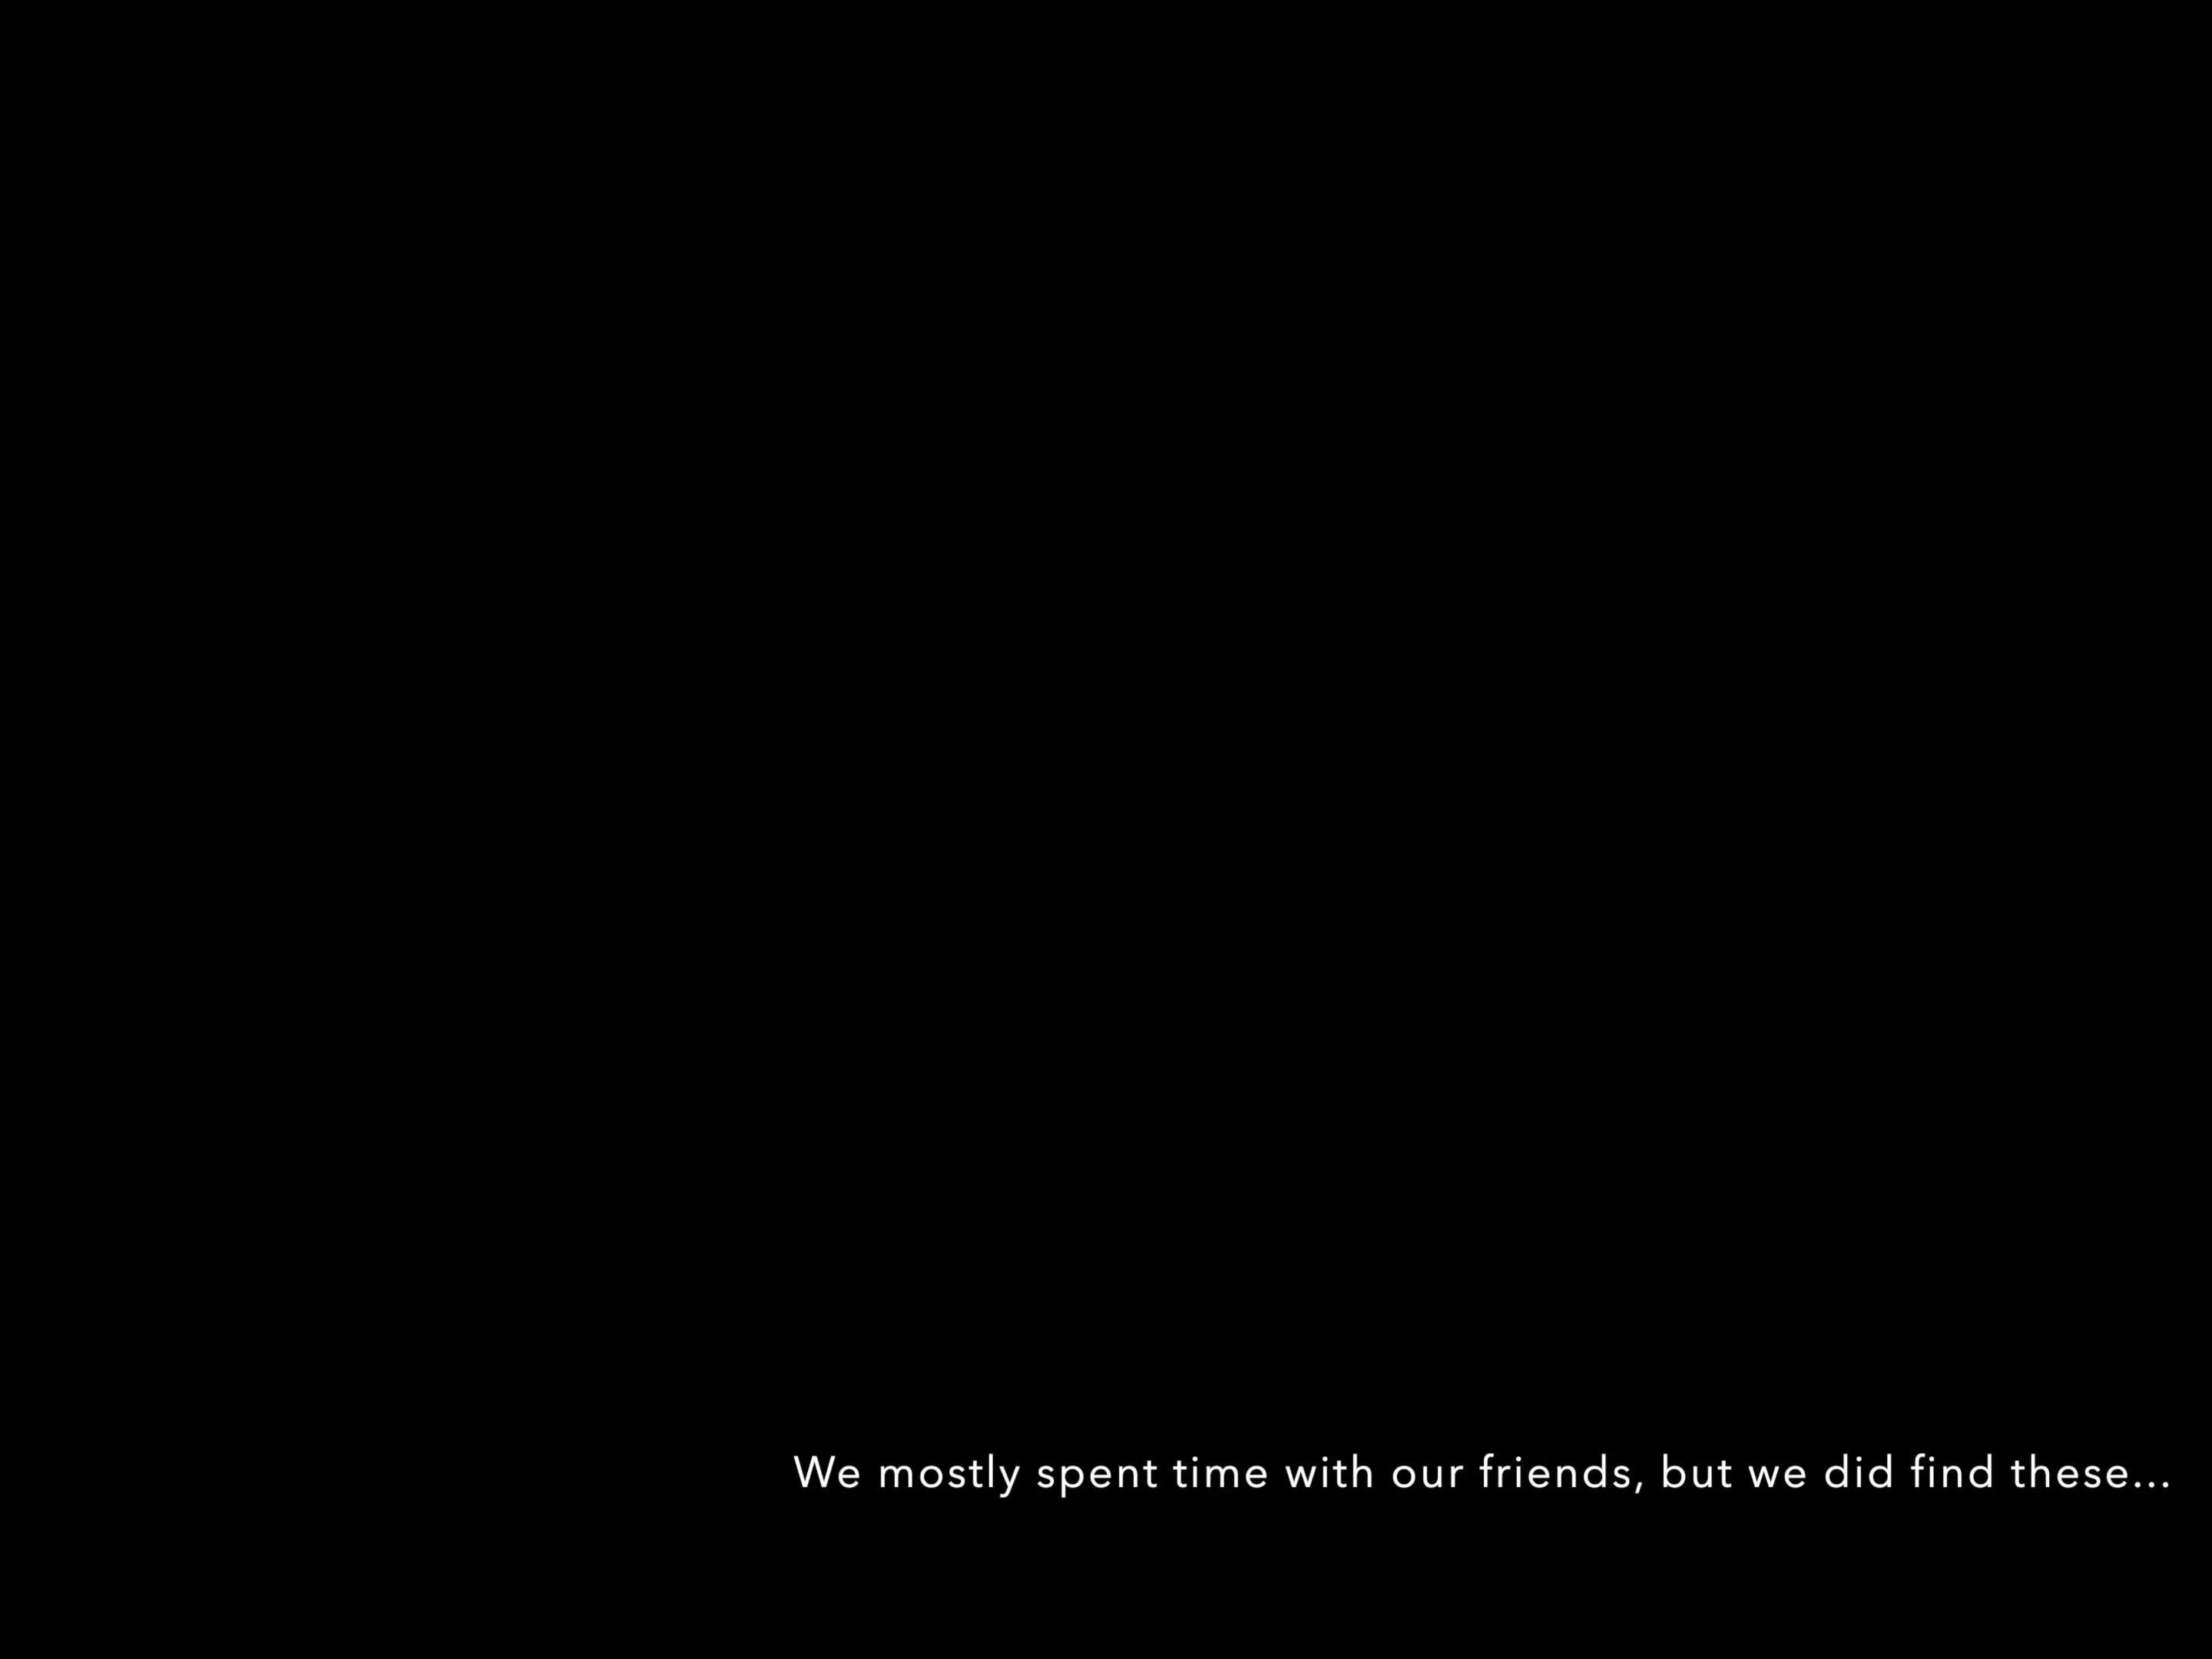 We mostly spent time with our friends, but we did find these...